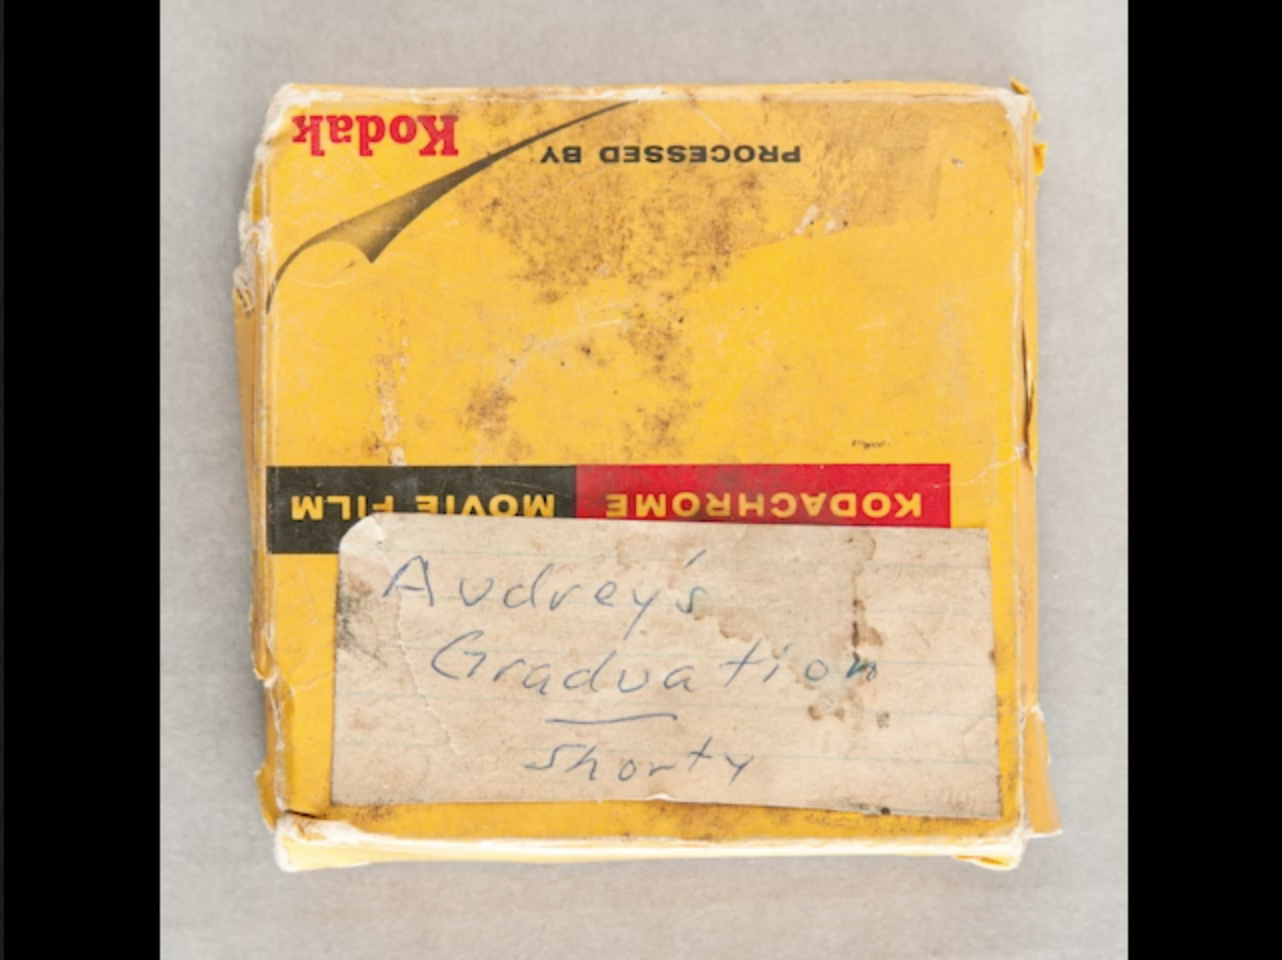 Kodak
PROCESSED BY
KODACHROME MOVIE FILM
Audrey's
Graduation
Shorty